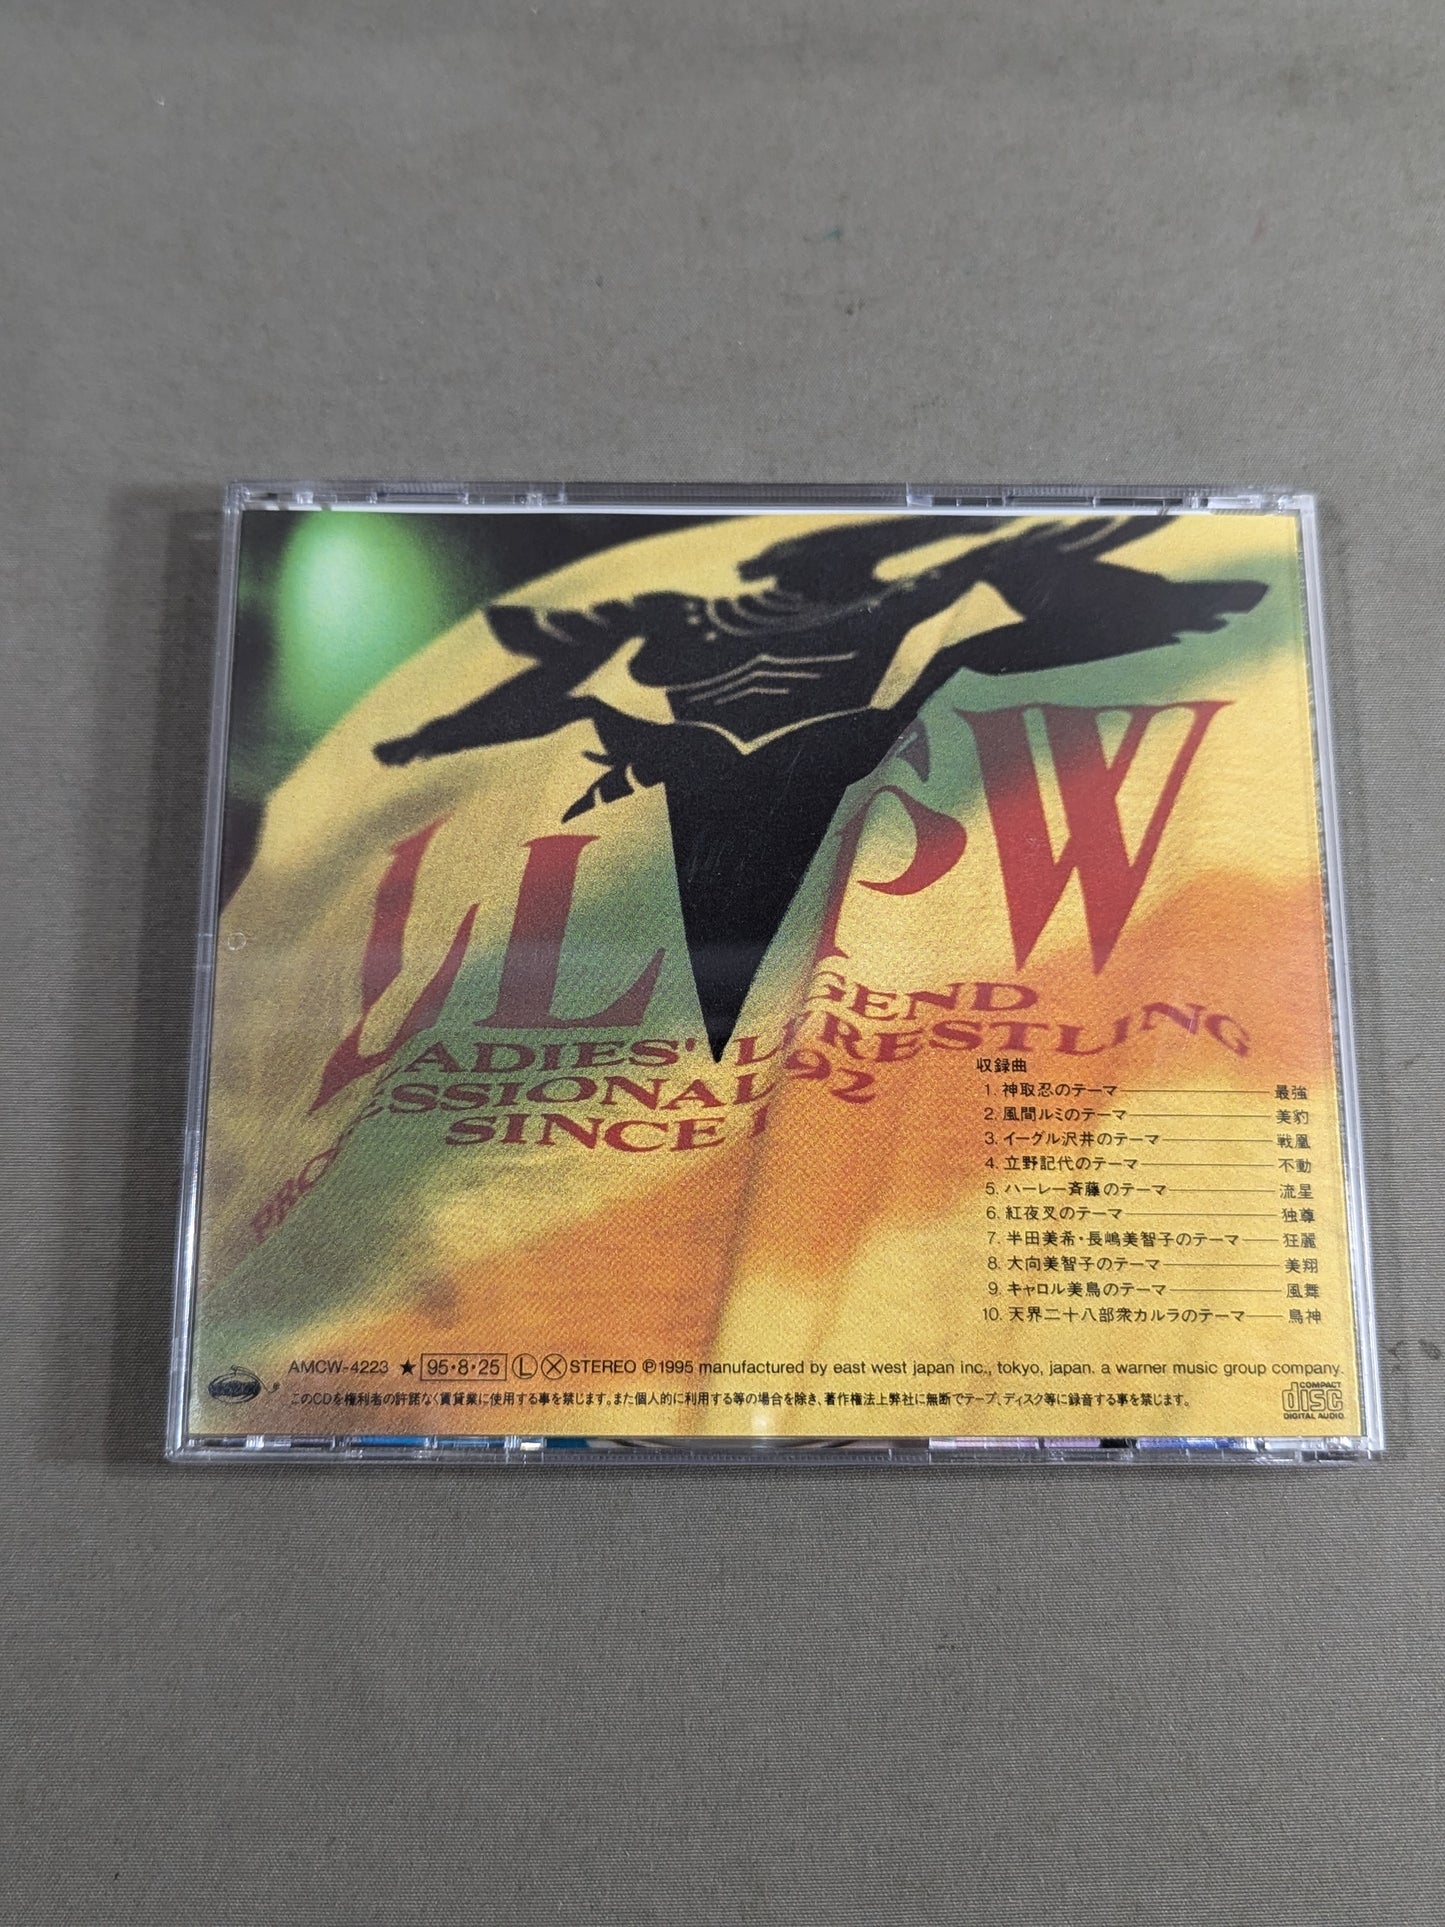 LLPW
LADIES' LEGEND
PROFESSIONAL WRESTLING
SINCE 1992
収録曲
1. 神取忍のテーマ 最強
2. 風間ルミのテーマ 美豹
3. イーグル沢井のテーマ 戦凰
4. 立野記代のテーマ 不動
5. ハーレー斉藤のテーマ 流星
6. 紅夜叉のテーマ 独尊
7. 半田美希・長嶋美智子のテーマ 狂麗
8. 大向美智子のテーマ 美翔
9. キャロル美鳥のテーマ 風舞
10. 天界二十八部衆カルラのテーマ 鳥神
AMCW-4223 ★ 95・8・25 Ⓛ Ⓧ STEREO ℗1995 manufactured by east west japan inc., tokyo, japan. a warner music group company.
このCDを権利者の許諾なく賃貸業に使用する事を禁じます。また個人的に利用する等の場合を除き、著作権法上弊社に無断でテープ、ディスク等に録音する事を禁じます。
COMPACT
disc
DIGITAL AUDIO